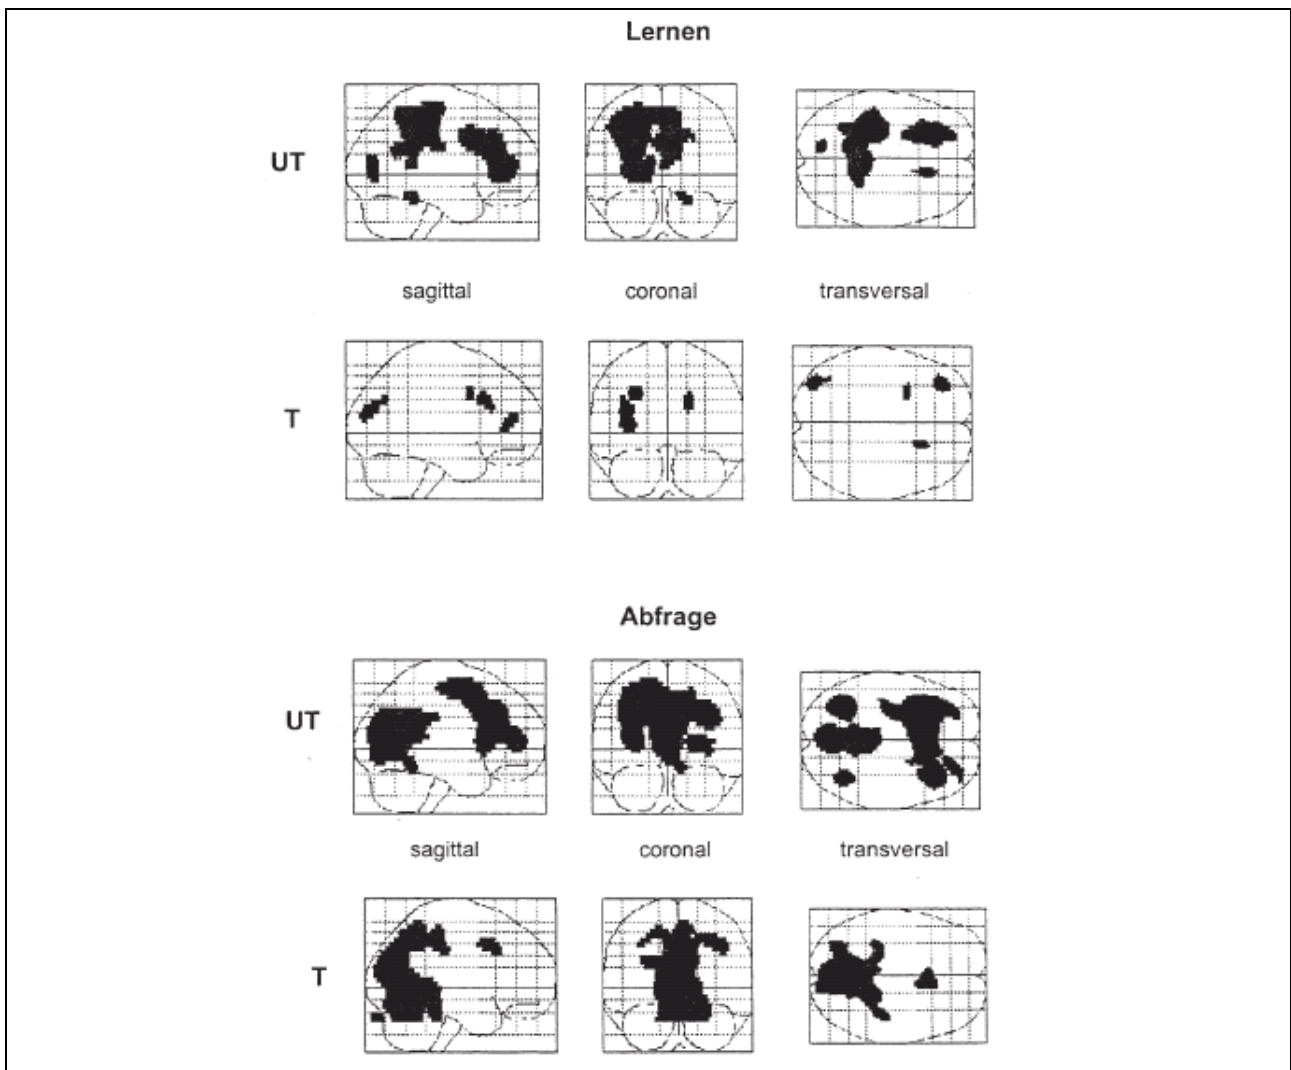 Lernen
UT
sagittal coronal transversal
T
Abfrage
UT
sagittal coronal transversal
T